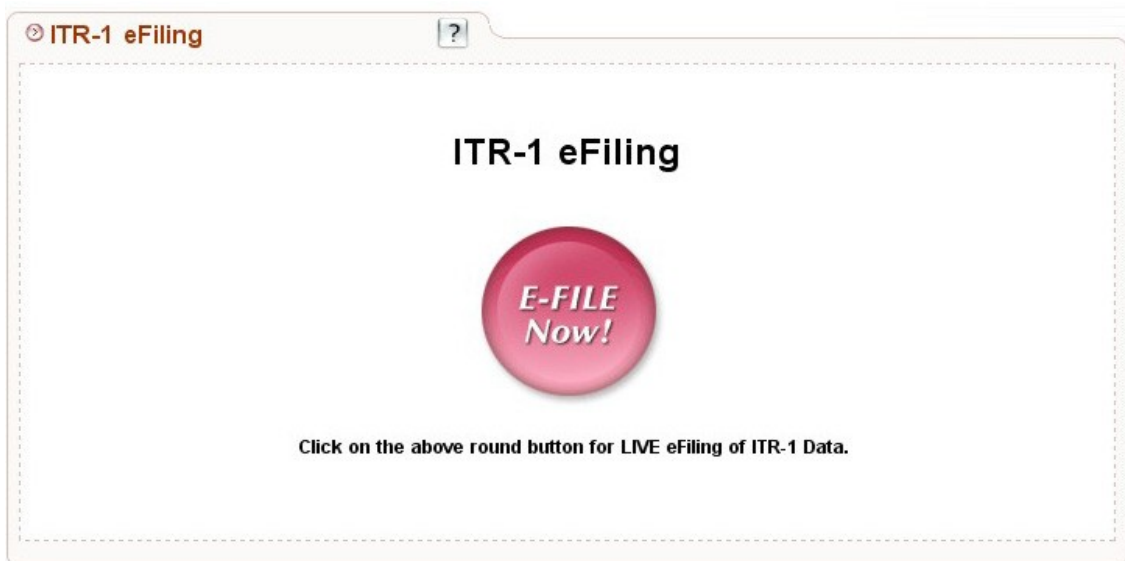 ITR-1 eFiling
?
ITR-1 eFiling
E-FILE
Now!
Click on the above round button for LIVE eFiling of ITR-1 Data.